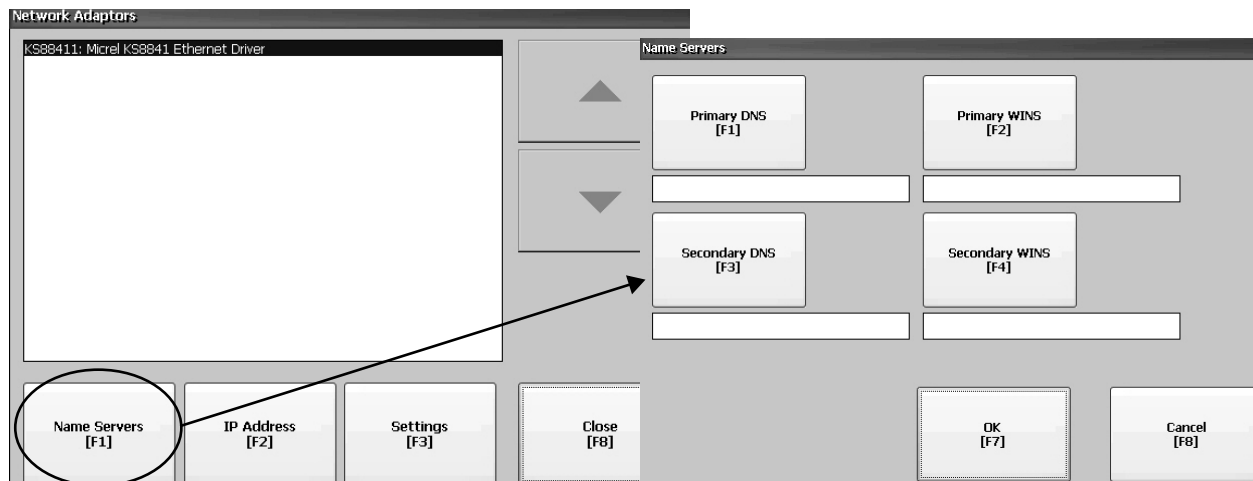 Network Adaptors
KS88411: Micrel KS8841 Ethernet Driver
Name Servers
[F1]
IP Address
[F2]
Settings
[F3]
Close
[F8]
Name Servers
Primary DNS
[F1]
Primary WINS
[F2]
Secondary DNS
[F3]
Secondary WINS
[F4]
OK
[F7]
Cancel
[F8]